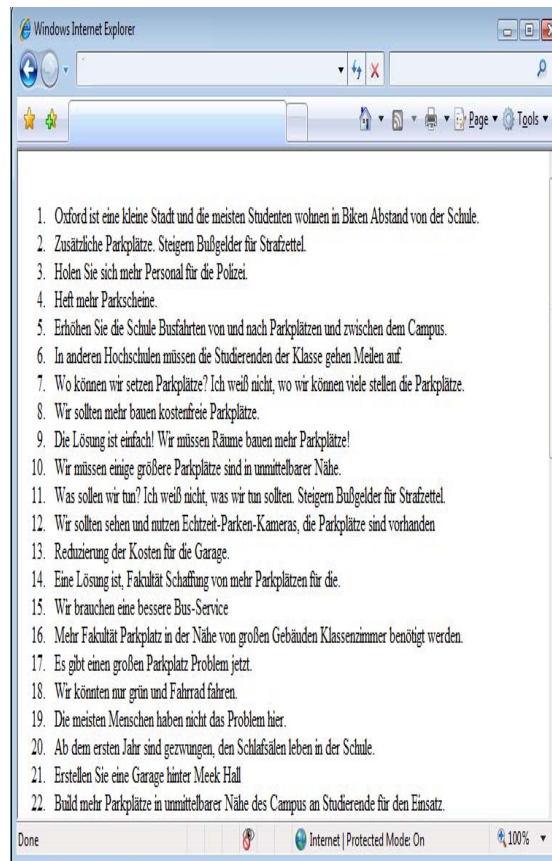 Windows Internet Explorer
Page Tools
1. Oxford ist eine kleine Stadt und die meisten Studenten wohnen in Biken Abstand von der Schule.
2. Zusätzliche Parkplätze. Steigern Bußgelder für Strafzettel.
3. Holen Sie sich mehr Personal für die Polizei.
4. Heft mehr Parkscheine.
5. Erhöhen Sie die Schule Busfahrten von und nach Parkplätzen und zwischen dem Campus.
6. In anderen Hochschulen müssen die Studierenden der Klasse gehen Meilen auf.
7. Wo können wir setzen Parkplätze? Ich weiß nicht, wo wir können viele stellen die Parkplätze.
8. Wir sollten mehr bauen kostenfreie Parkplätze.
9. Die Lösung ist einfach! Wir müssen Räume bauen mehr Parkplätze!
10. Wir müssen einige größere Parkplätze sind in unmittelbarer Nähe.
11. Was sollen wir tun? Ich weiß nicht, was wir tun sollten. Steigern Bußgelder für Strafzettel.
12. Wir sollten sehen und nutzen Echtzeit-Parken-Kameras, die Parkplätze sind vorhanden
13. Reduzierung der Kosten für die Garage.
14. Eine Lösung ist, Fakultät Schaffung von mehr Parkplätzen für die.
15. Wir brauchen eine bessere Bus-Service
16. Mehr Fakultät Parkplatz in der Nähe von großen Gebäuden Klassenzimmer benötigt werden.
17. Es gibt einen großen Parkplatz Problem jetzt.
18. Wir könnten nur grün und Fahrrad fahren.
19. Die meisten Menschen haben nicht das Problem hier.
20. Ab dem ersten Jahr sind gezwungen, den Schlafsälen leben in der Schule.
21. Erstellen Sie eine Garage hinter Meek Hall
22. Build mehr Parkplätze in unmittelbarer Nähe des Campus an Studierende für den Einsatz.
Done Internet | Protected Mode: On 100%